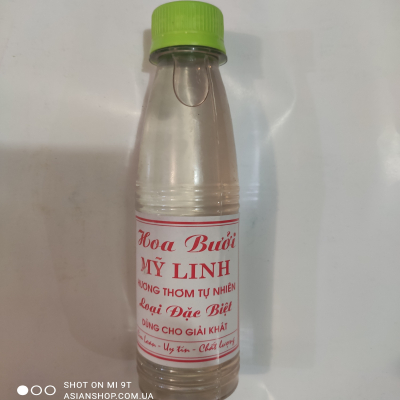 Hoa Bưởi
MỸ LINH
HƯƠNG THƠM TỰ NHIÊN
Loại Đặc Biệt
DÙNG CHO GIẢI KHÁT
- Uy tín - Chất lượng
SHOT ON MI 9T
ASIANSHOP.COM.UA